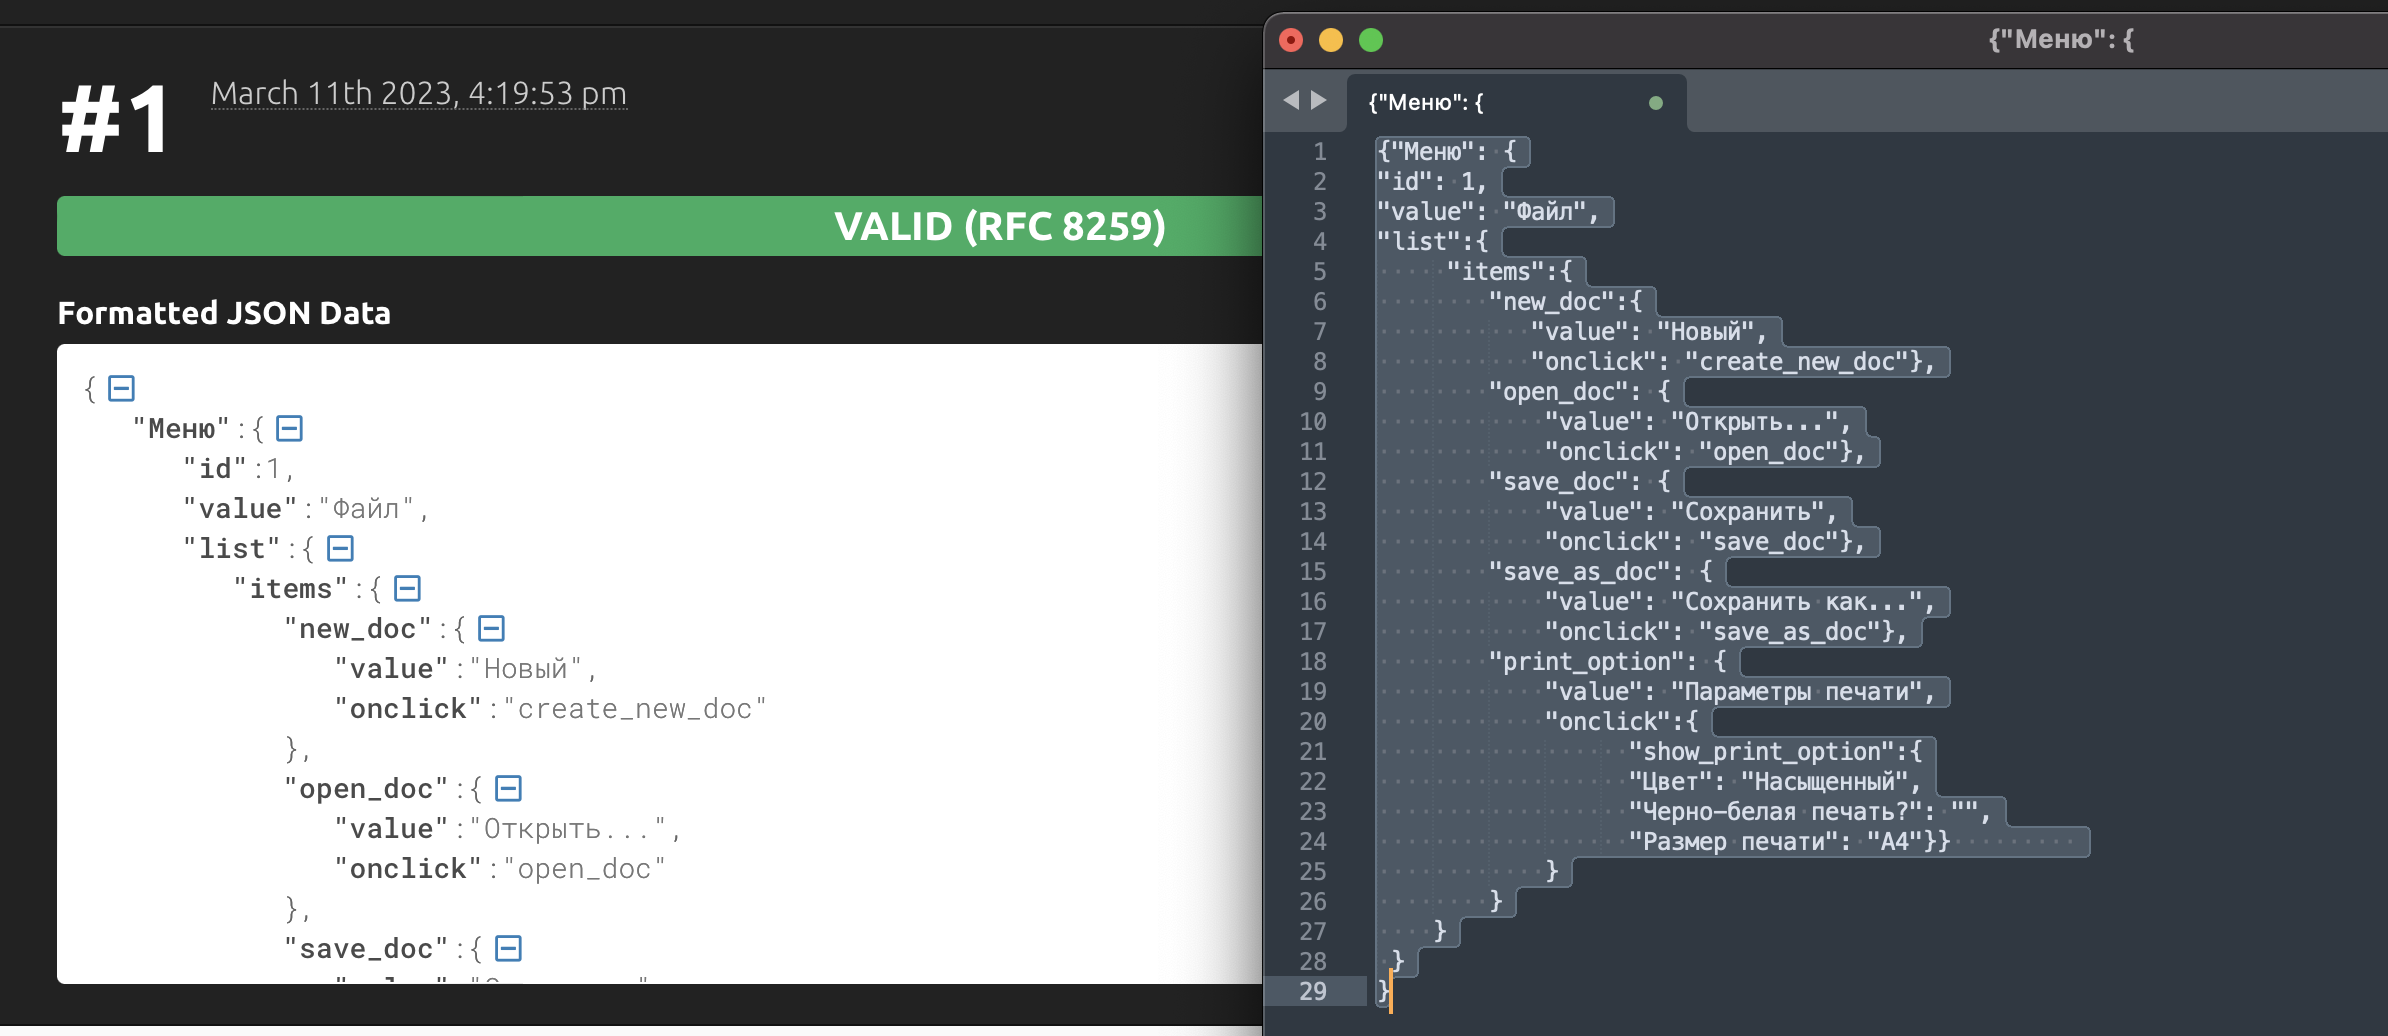 #1
March 11th 2023, 4:19:53 pm
VALID (RFC 8259)
Formatted JSON Data
{
"Меню":{
"id":1,
"value":"Файл",
"list":{
"items":{
"new_doc":{
"value":"Новый",
"onclick":"create_new_doc"
},
"open_doc":{
"value":"Открыть...",
"onclick":"open_doc"
},
"save_doc":{
{"Меню": {
{"Меню": {
1 {"Меню": {
2 "id": 1,
3 "value": "Файл",
4 "list":{
5 "items":{
6 "new_doc":{
7 "value": "Новый",
8 "onclick": "create_new_doc"},
9 "open_doc": {
10 "value": "Открыть...",
11 "onclick": "open_doc"},
12 "save_doc": {
13 "value": "Сохранить",
14 "onclick": "save_doc"},
15 "save_as_doc": {
16 "value": "Сохранить как...",
17 "onclick": "save_as_doc"},
18 "print_option": {
19 "value": "Параметры печати",
20 "onclick":{
21 "show_print_option":{
22 "Цвет": "Насыщенный",
23 "Черно-белая печать?": "",
24 "Размер печати": "A4"}}
25 }
26 }
27 }
28 }
29 }